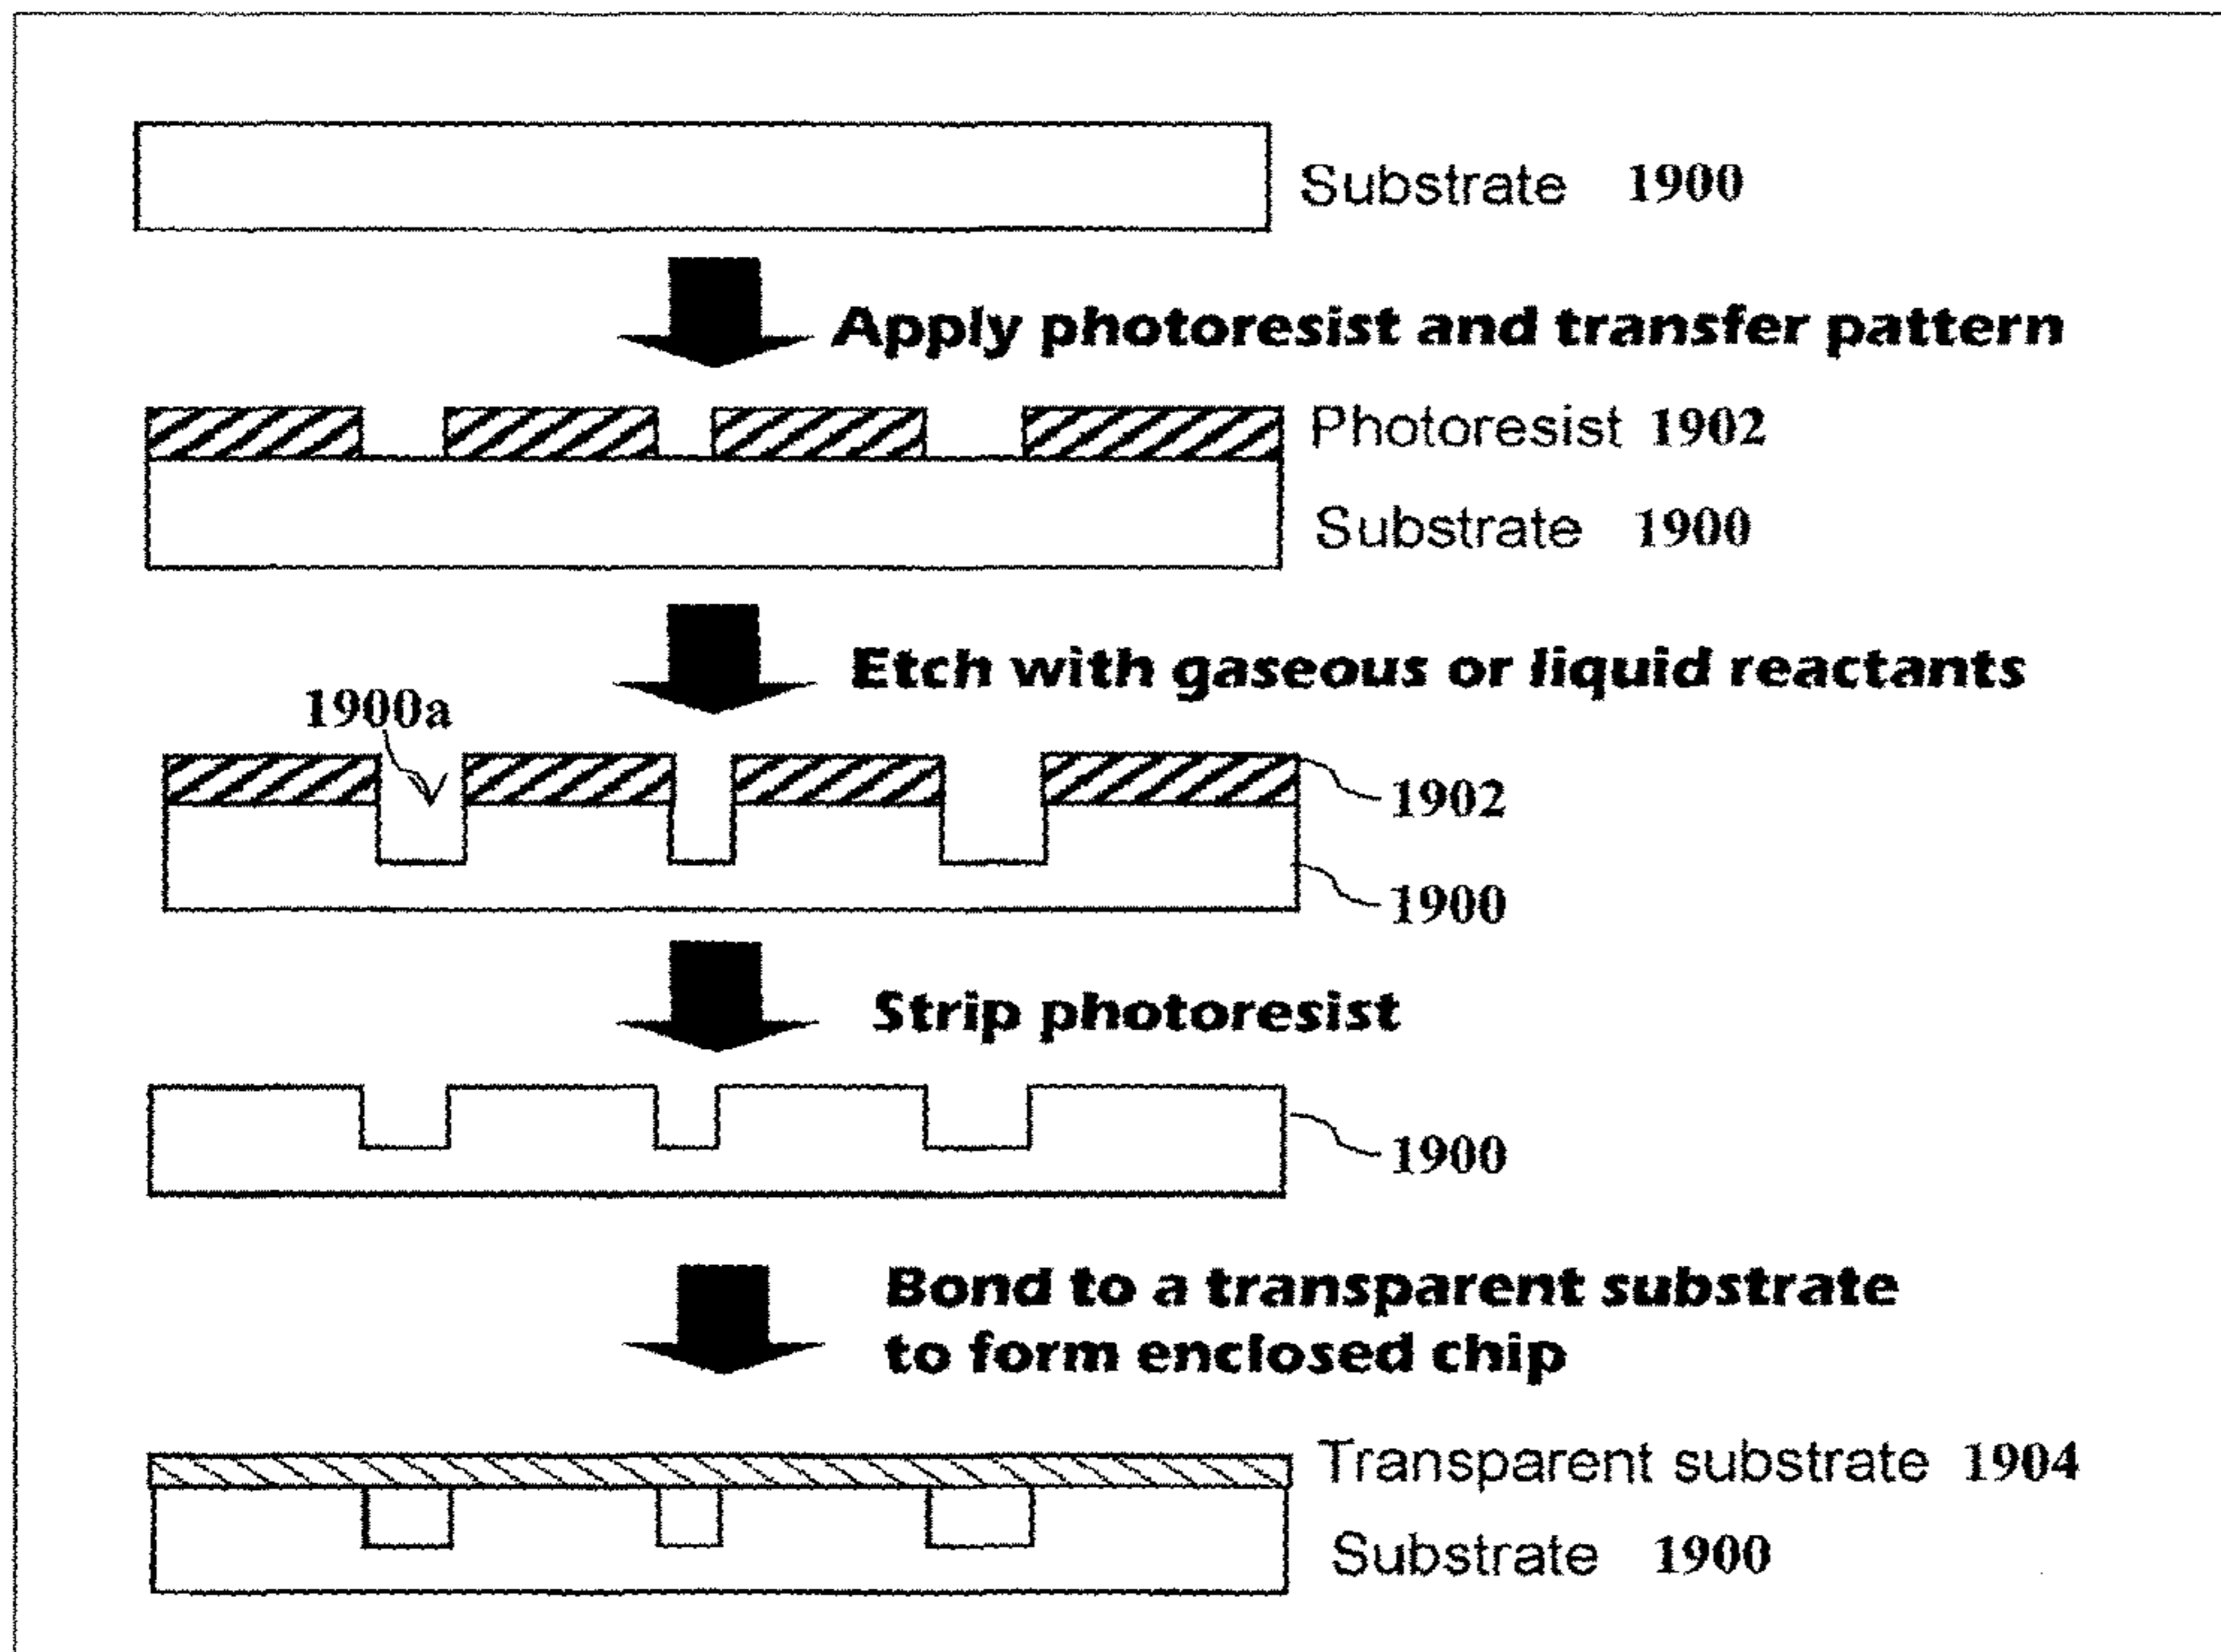 Substrate 1900
Apply photoresist and transfer pattern
Photoresist 1902
Substrate 1900
Etch with gaseous or liquid reactants
1900a
1902
1900
Strip photoresist
1900
Bond to a transparent substrate
to form enclosed chip
Transparent substrate 1904
Substrate 1900